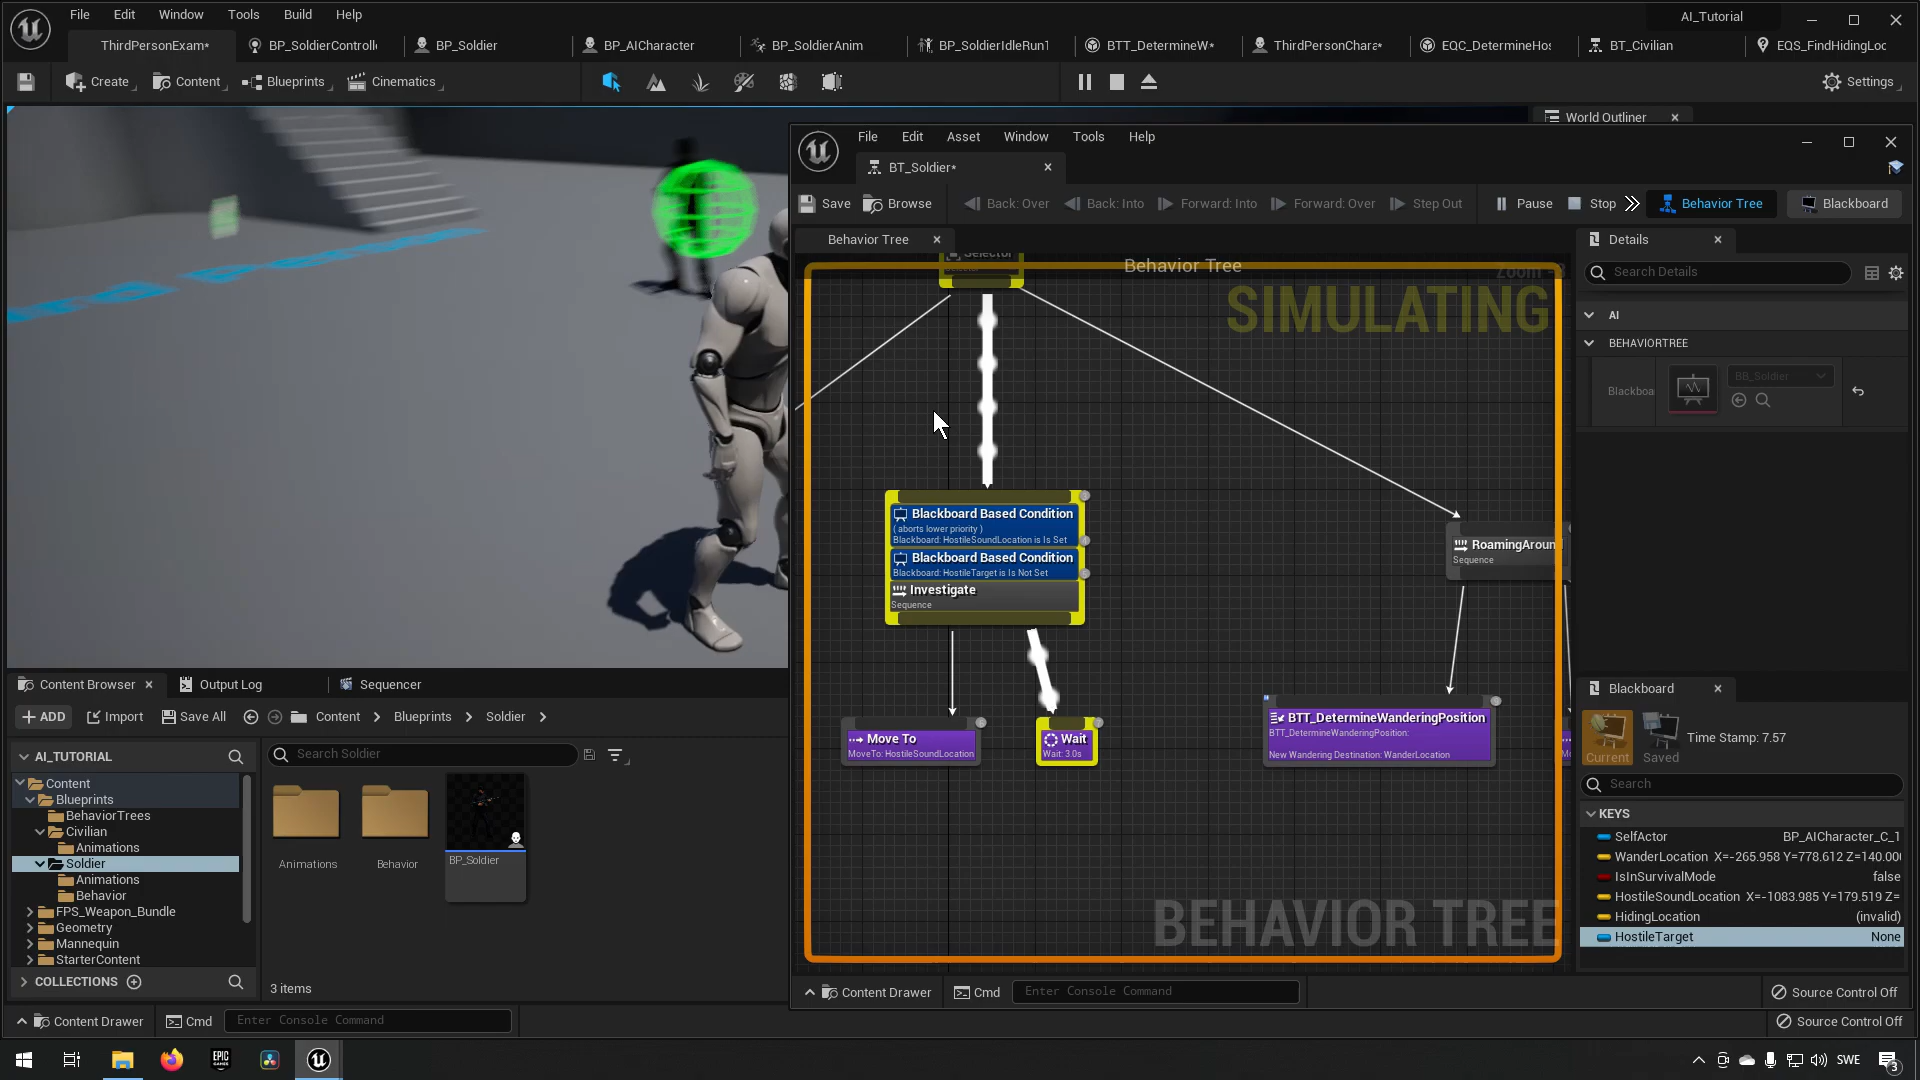 File Edit Window Tools Build Help
AI_Tutorial
ThirdPersonExam*
BP_SoldierControll
BP_Soldier
BP_AICharacter
BP_SoldierAnim
BP_SoldierIdleRun1
BTT_DetermineW*
ThirdPersonChara*
EQC_DetermineHos
BT_Civilian
EQS_FindHidingLoc
Create
Content
Blueprints
Cinematics
Settings
World Outliner
File Edit Asset Window Tools Help
BT_Soldier*
Save
Browse
Back: Over
Back: Into
Forward: Into
Forward: Over
Step Out
Pause
Stop
Behavior Tree
Blackboard
Behavior Tree
Details
Selector
Behavior Tree
SIMULATING
Search Details
AI
BEHAVIORTREE
Blackboa
BB_Soldier
Blackboard Based Condition
( aborts lower priority )
Blackboard: HostileSoundLocation is Is Set
Blackboard Based Condition
Blackboard: HostileTarget is Is Not Set
Investigate
Sequence
RoamingAroun
Sequence
Move To
MoveTo: HostileSoundLocation
Wait
Wait: 3.0s
BTT_DetermineWanderingPosition
BTT_DetermineWanderingPosition:
New Wandering Destination: WanderLocation
BEHAVIOR TREE
Blackboard
Current
Saved
Time Stamp: 7.57
Search
KEYS
SelfActor BP_AICharacter_C_1
WanderLocation X=-265.958 Y=778.612 Z=140.00
IsInSurvivalMode false
HostileSoundLocation X=-1083.985 Y=179.519 Z=
HidingLocation (invalid)
HostileTarget None
Content Drawer
Cmd
Enter Console Command
Source Control Off
Content Browser
Output Log
Sequencer
ADD
Import
Save All
Content
Blueprints
Soldier
AI_TUTORIAL
Search Soldier
Content
Blueprints
BehaviorTrees
Civilian
Animations
Soldier
Animations
Behavior
FPS_Weapon_Bundle
Geometry
Mannequin
StarterContent
COLLECTIONS
Animations
Behavior
BP_Soldier
3 items
Content Drawer
Cmd
Enter Console Command
Source Control Off
EPIC
GAMES
SWE
3